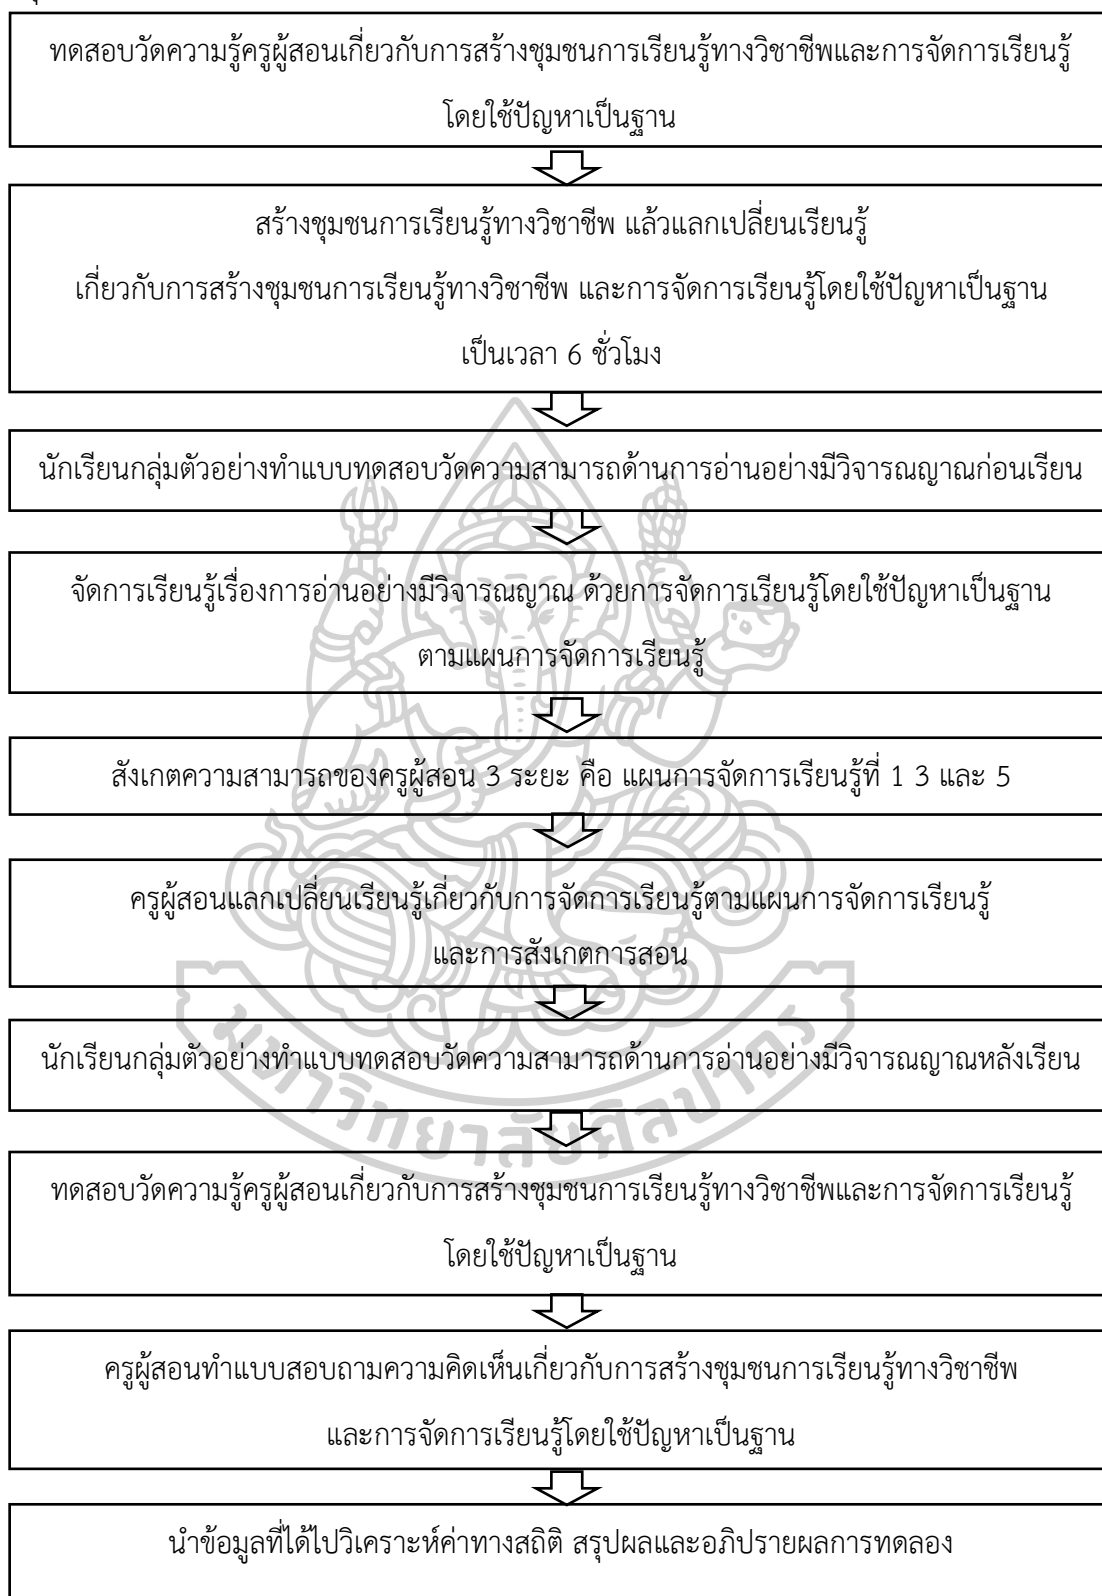 ทดสอบวัดความรู้ครูผู้สอนเกี่ยวกับการสร้างชุมชนการเรียนรู้ทางวิชาชีพและการจัดการเรียนรู้
โดยใช้ปัญหาเป็นฐาน
สร้างชุมชนการเรียนรู้ทางวิชาชีพ แล้วแลกเปลี่ยนเรียนรู้
เกี่ยวกับการสร้างชุมชนการเรียนรู้ทางวิชาชีพ และการจัดการเรียนรู้โดยใช้ปัญหาเป็นฐาน
เป็นเวลา 6 ชั่วโมง
นักเรียนกลุ่มตัวอย่างทำแบบทดสอบวัดความสามารถด้านการอ่านอย่างมีวิจารณญาณก่อนเรียน
จัดการเรียนรู้เรื่องการอ่านอย่างมีวิจารณญาณ ด้วยการจัดการเรียนรู้โดยใช้ปัญหาเป็นฐาน
ตามแผนการจัดการเรียนรู้
สังเกตความสามารถของครูผู้สอน 3 ระยะ คือ แผนการจัดการเรียนรู้ที่ 1 3 และ 5
ครูผู้สอนแลกเปลี่ยนเรียนรู้เกี่ยวกับการจัดการเรียนรู้ตามแผนการจัดการเรียนรู้
และการสังเกตการสอน
นักเรียนกลุ่มตัวอย่างทำแบบทดสอบวัดความสามารถด้านการอ่านอย่างมีวิจารณญาณหลังเรียน
มหาวิทยาลัยศิลปากร
ทดสอบวัดความรู้ครูผู้สอนเกี่ยวกับการสร้างชุมชนการเรียนรู้ทางวิชาชีพและการจัดการเรียนรู้
โดยใช้ปัญหาเป็นฐาน
ครูผู้สอนทำแบบสอบถามความคิดเห็นเกี่ยวกับการสร้างชุมชนการเรียนรู้ทางวิชาชีพ
และการจัดการเรียนรู้โดยใช้ปัญหาเป็นฐาน
นำข้อมูลที่ได้ไปวิเคราะห์ค่าทางสถิติ สรุปผลและอภิปรายผลการทดลอง